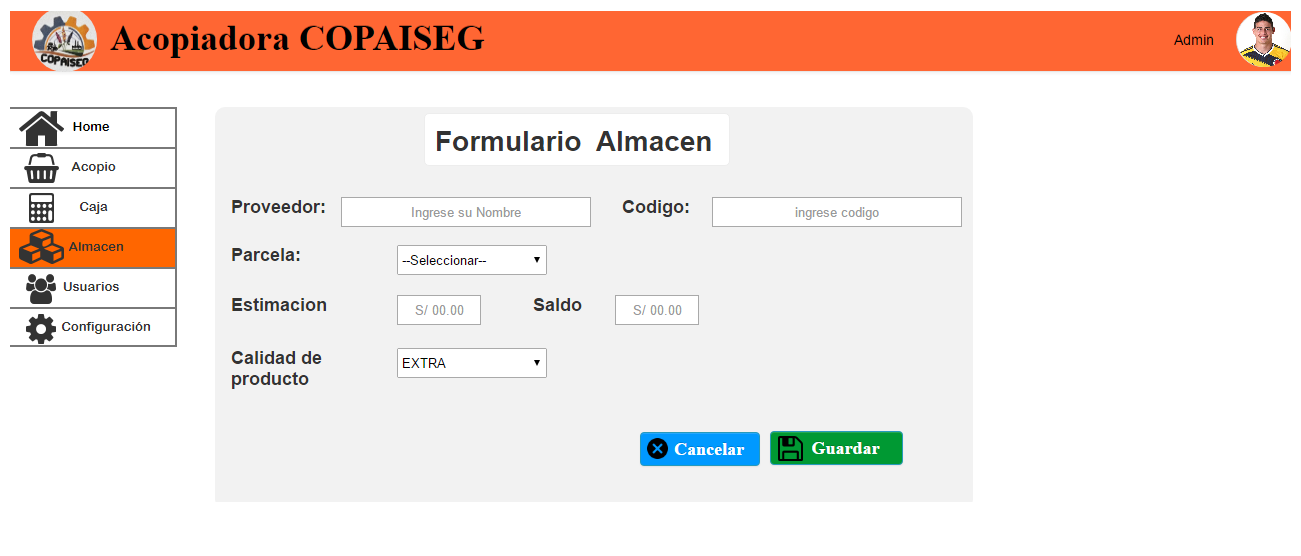 COPAISEG
Acopiadora COPAISEG
Admin
Home
Acopio
Caja
Almacen
Usuarios
Configuración
Formulario Almacen
Proveedor: Ingrese su Nombre Codigo: ingrese codigo
Parcela: --Seleccionar--
Estimacion S/ 00.00 Saldo S/ 00.00
Calidad de
producto
EXTRA
Cancelar Guardar